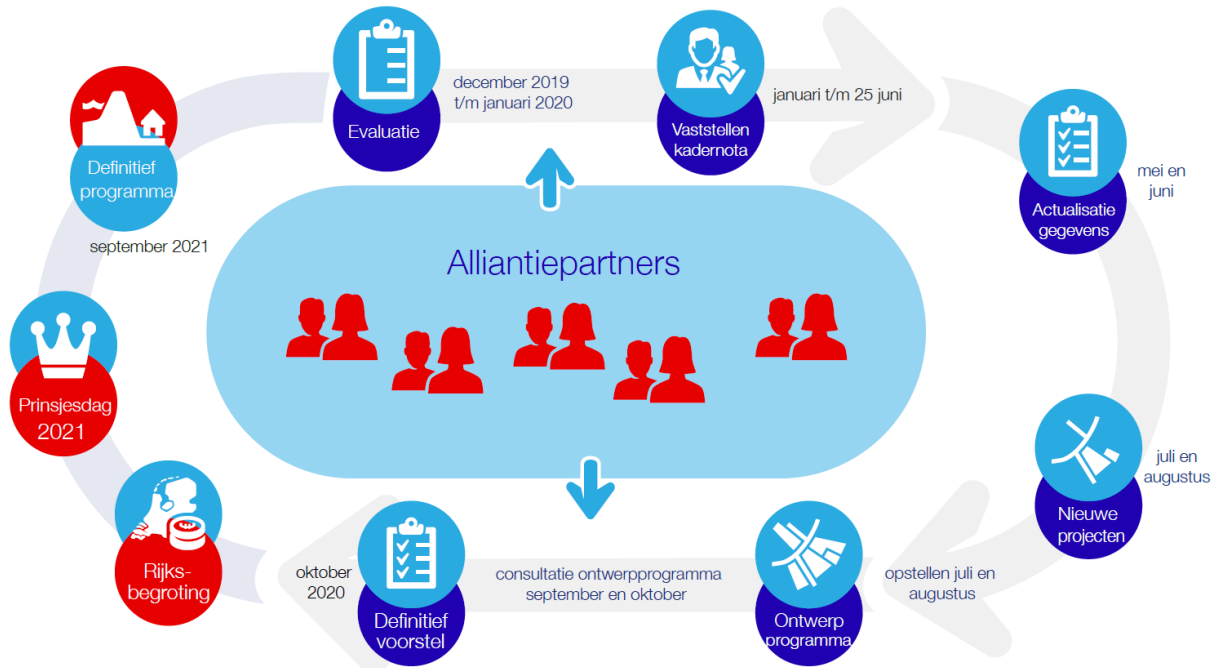 Evaluatie
december 2019
t/m januari 2020
Vaststellen
kadernota
januari t/m 25 juni
Actualisatie
gegevens
mei en
juni
Nieuwe
projecten
juli en
augustus
Ontwerp
programma
opstellen juli en
augustus
consultatie ontwerpprogramma
september en oktober
Definitief
voorstel
oktober
2020
Rijks-
begroting
Prinsjesdag
2021
september 2021
Definitief
programma
Alliantiepartners